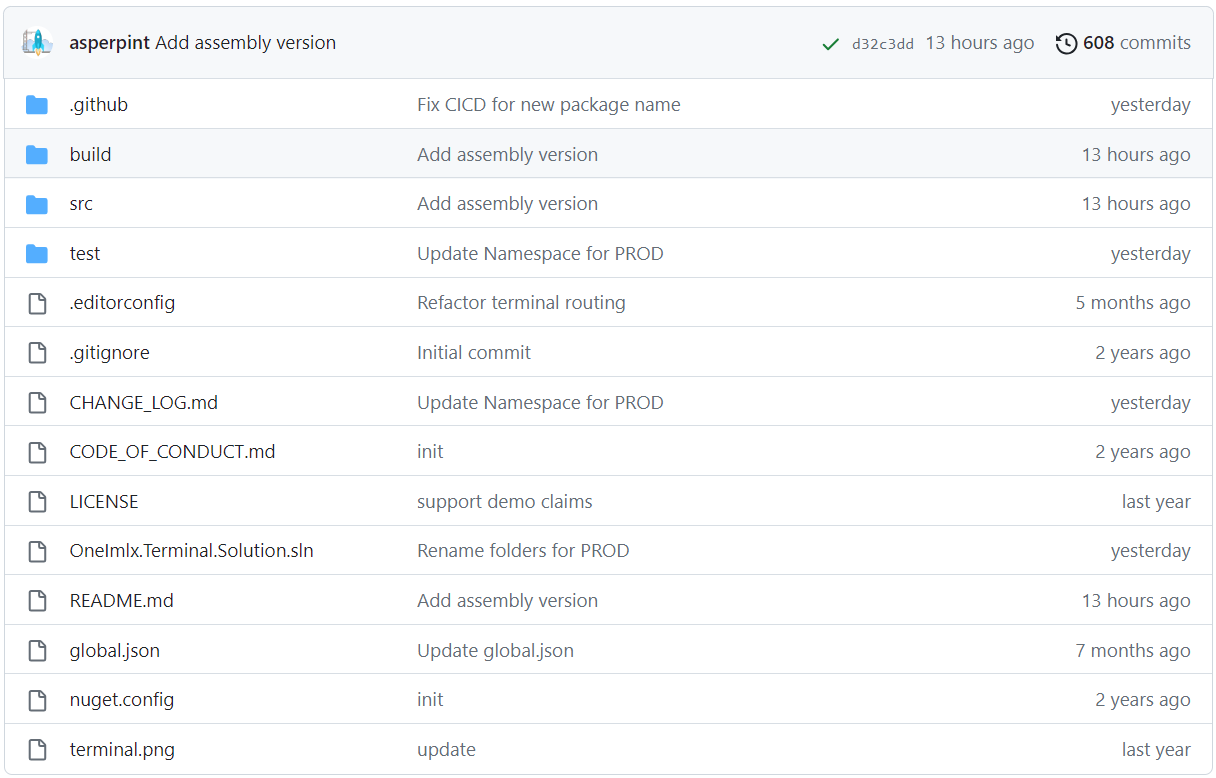 asperpint Add assembly version d32c3dd 13 hours ago 608 commits
.github Fix CICD for new package name yesterday
build Add assembly version 13 hours ago
src Add assembly version 13 hours ago
test Update Namespace for PROD yesterday
.editorconfig Refactor terminal routing 5 months ago
.gitignore Initial commit 2 years ago
CHANGE_LOG.md Update Namespace for PROD yesterday
CODE_OF_CONDUCT.md init 2 years ago
LICENSE support demo claims last year
OneImlx.Terminal.Solution.sln Rename folders for PROD yesterday
README.md Add assembly version 13 hours ago
global.json Update global.json 7 months ago
nuget.config init 2 years ago
terminal.png update last year